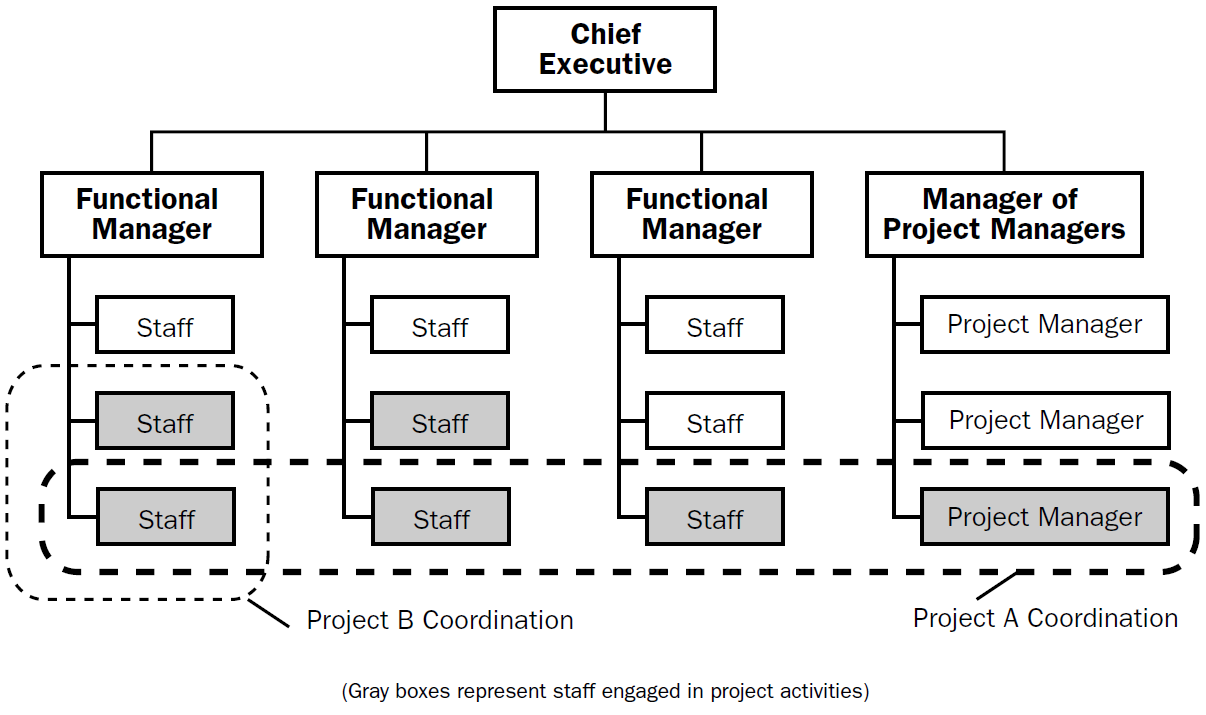 Chief
Executive
Functional
Manager
Functional
Manager
Functional
Manager
Manager of
Project Managers
Staff
Staff
Staff
Project Manager
Staff
Staff
Staff
Project Manager
Staff
Staff
Staff
Project Manager
Project B Coordination
Project A Coordination
(Gray boxes represent staff engaged in project activities)